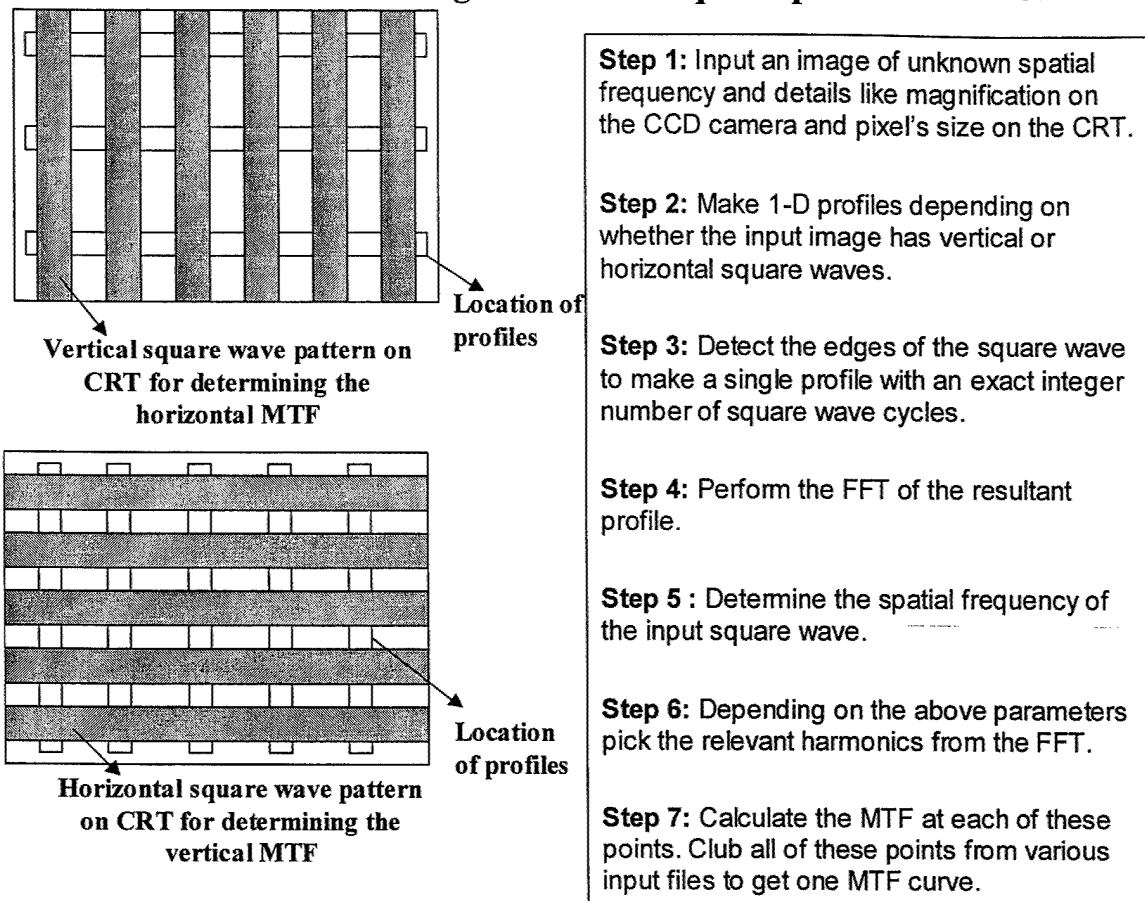 Location of
profiles
Vertical square wave pattern on
CRT for determining the
horizontal MTF
Location
of profiles
Horizontal square wave pattern
on CRT for determining the
vertical MTF
Step 1: Input an image of unknown spatial
frequency and details like magnification on
the CCD camera and pixel's size on the CRT.
Step 2: Make 1-D profiles depending on
whether the input image has vertical or
horizontal square waves.
Step 3: Detect the edges of the square wave
to make a single profile with an exact integer
number of square wave cycles.
Step 4: Perform the FFT of the resultant
profile.
Step 5 : Determine the spatial frequency of
the input square wave.
Step 6: Depending on the above parameters
pick the relevant harmonics from the FFT.
Step 7: Calculate the MTF at each of these
points. Club all of these points from various
input files to get one MTF curve.